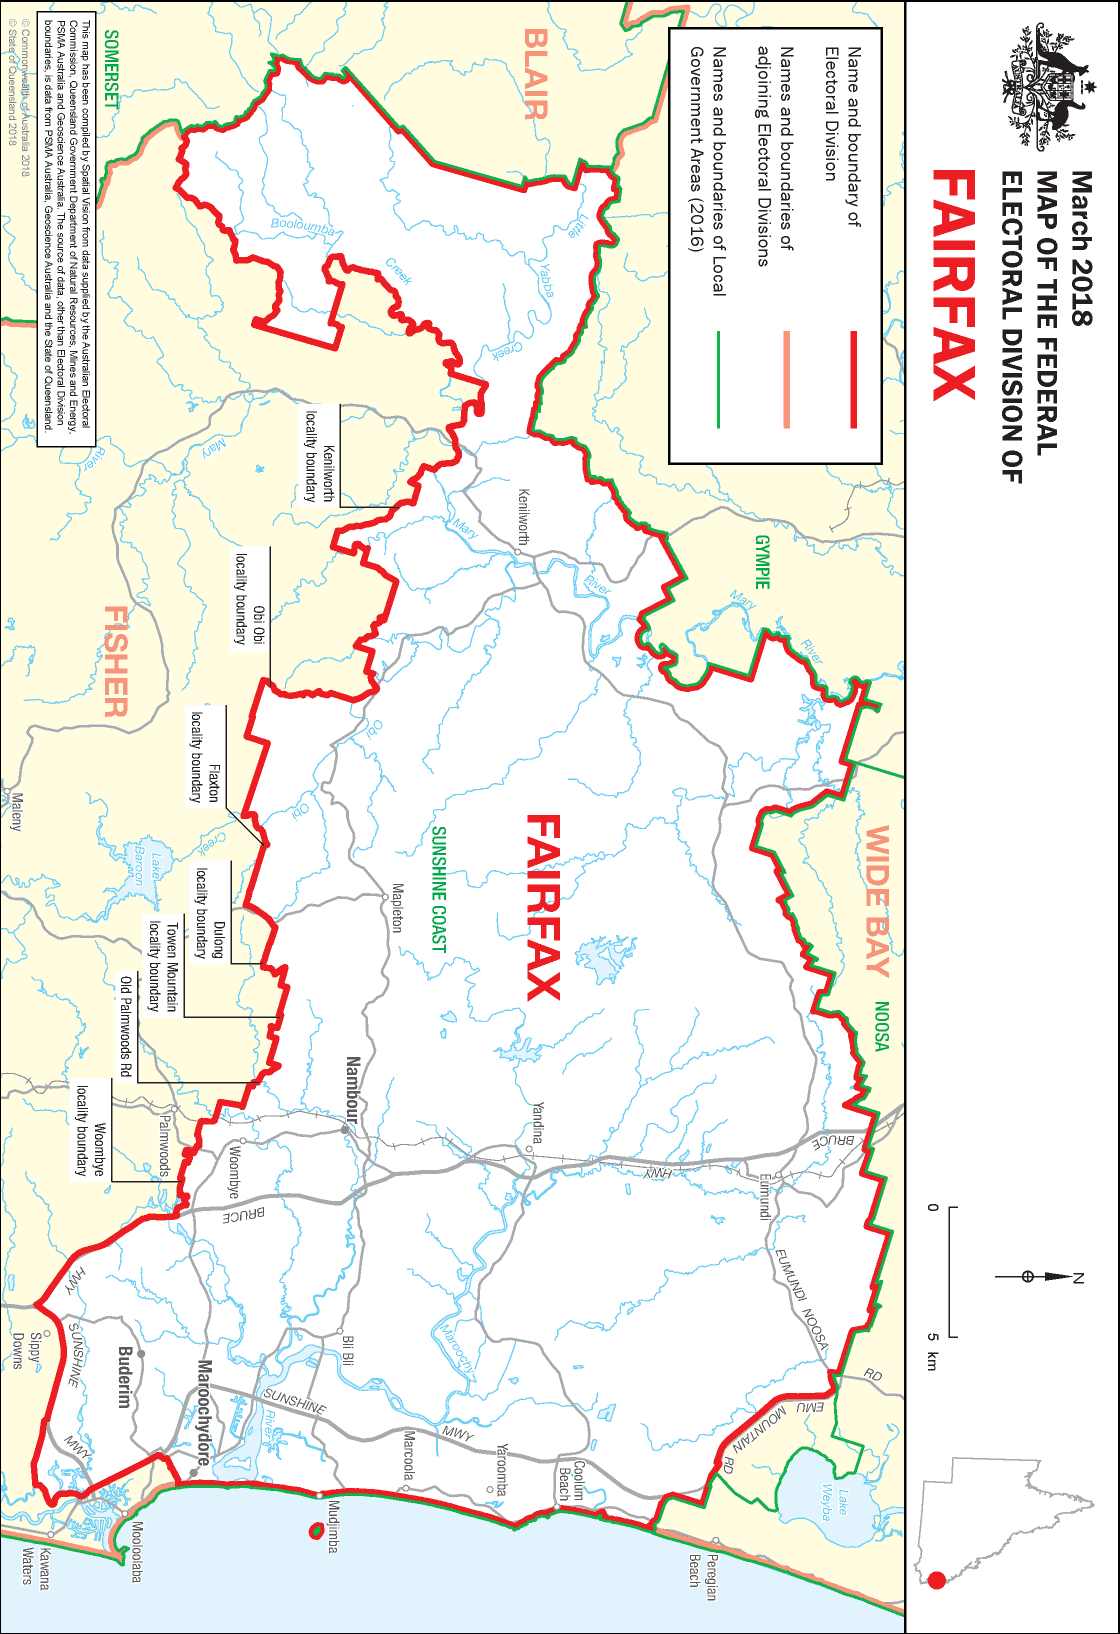 March 2018
MAP OF THE FEDERAL
ELECTORAL DIVISION OF
FAIRFAX
0 5 km
N
Name and boundary of
Electoral Division
Names and boundaries of
adjoining Electoral Divisions
Names and boundaries of Local
Government Areas (2016)
BLAIR
SOMERSET
GYMPIE
WIDE BAY
NOOSA
FISHER
FAIRFAX
SUNSHINE COAST
Little
Yabba
Creek
Booloumba
Creek
Mary
River
Mary
River
Mary
River
Obi
Obi
Creek
Lake
Baroon
Kenilworth
Mapleton
Maleny
Nambour
Yandina
Eumundi
Woombye
Palmwoods
Bli Bli
Buderim
Maroochydore
Sippy
Downs
Marcoola
Yaroomba
Coolum
Beach
Mudjimba
Mooloolaba
Kawana
Waters
Peregian
Beach
Lake
Weyba
Maroochy
River
BRUCE
HWY
BRUCE
HWY
SUNSHINE
MWY
SUNSHINE
MWY
EUMUNDI NOOSA
RD
EMU
MOUNTAIN
RD
Kenilworth
locality boundary
Obi Obi
locality boundary
Flaxton
locality boundary
Dulong
locality boundary
Towen Mountain
locality boundary
Old Palmwoods Rd
Woombye
locality boundary
This map has been compiled by Spatial Vision from data supplied by the Australian Electoral
Commission, Queensland Government Department of Natural Resources, Mines and Energy,
PSMA Australia and Geoscience Australia. The source of data, other than Electoral Division
boundaries, is data from PSMA Australia, Geoscience Australia and the State of Queensland.
© Commonwealth of Australia 2018
© State of Queensland 2018